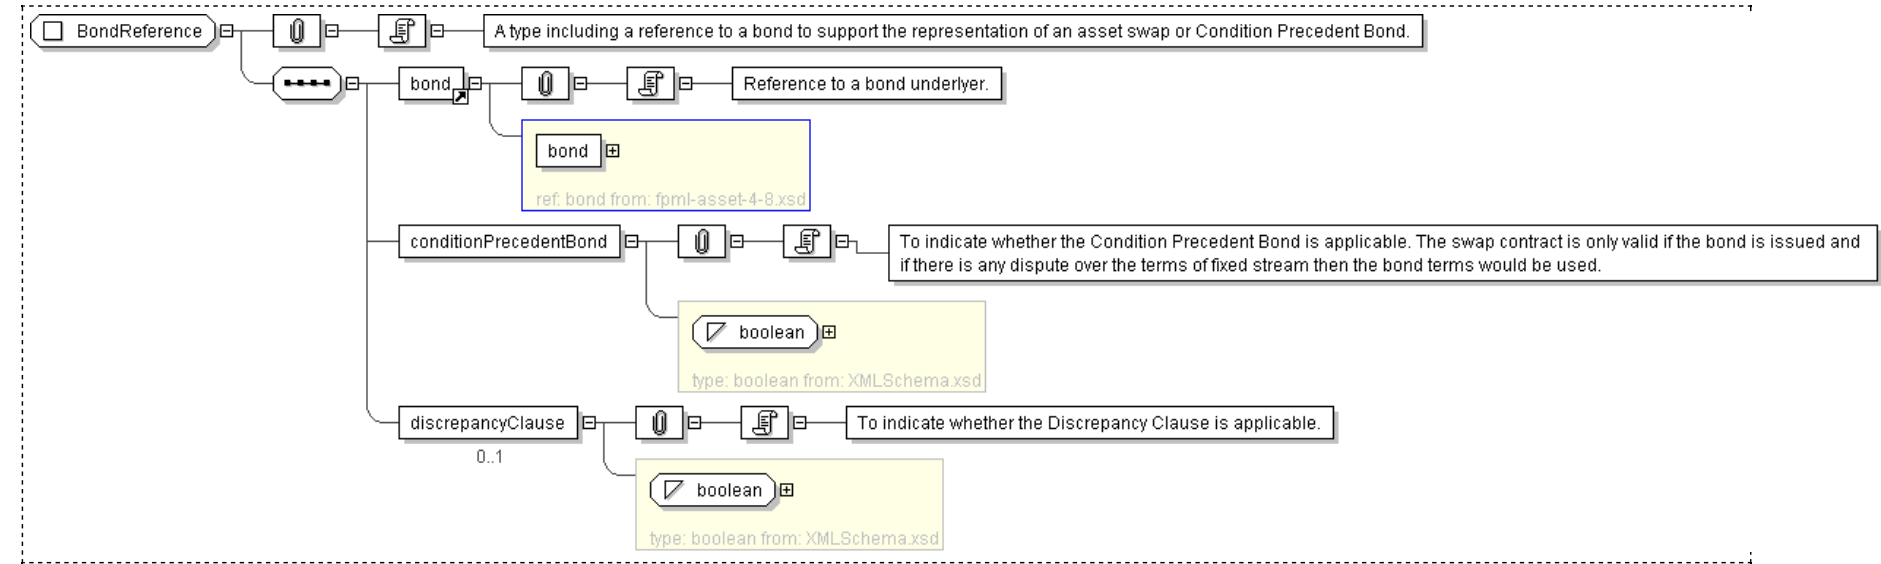 BondReference
A type including a reference to a bond to support the representation of an asset swap or Condition Precedent Bond.
bond
Reference to a bond underlyer.
bond
ref: bond from: fpml-asset-4-8.xsd
conditionPrecedentBond
To indicate whether the Condition Precedent Bond is applicable. The swap contract is only valid if the bond is issued and
if there is any dispute over the terms of fixed stream then the bond terms would be used.
boolean
type: boolean from: XMLSchema.xsd
discrepancyClause
To indicate whether the Discrepancy Clause is applicable.
0..1
boolean
type: boolean from: XMLSchema.xsd